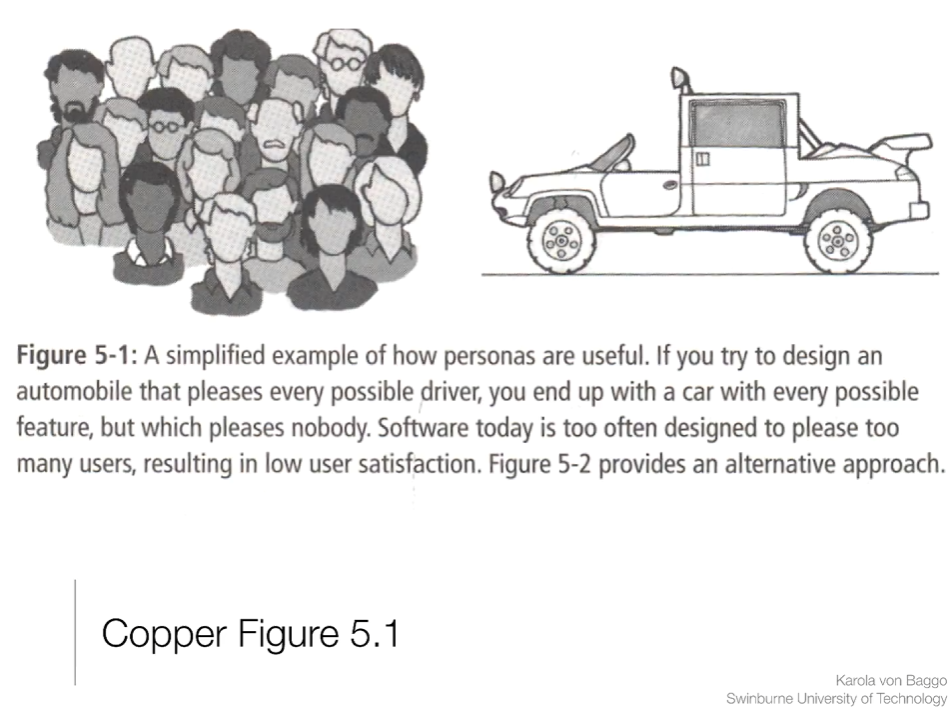 Figure 5-1: A simplified example of how personas are useful. If you try to design an
automobile that pleases every possible driver, you end up with a car with every possible
feature, but which pleases nobody. Software today is too often designed to please too
many users, resulting in low user satisfaction. Figure 5-2 provides an alternative approach.
Copper Figure 5.1
Karola von Baggo
Swinburne University of Technology